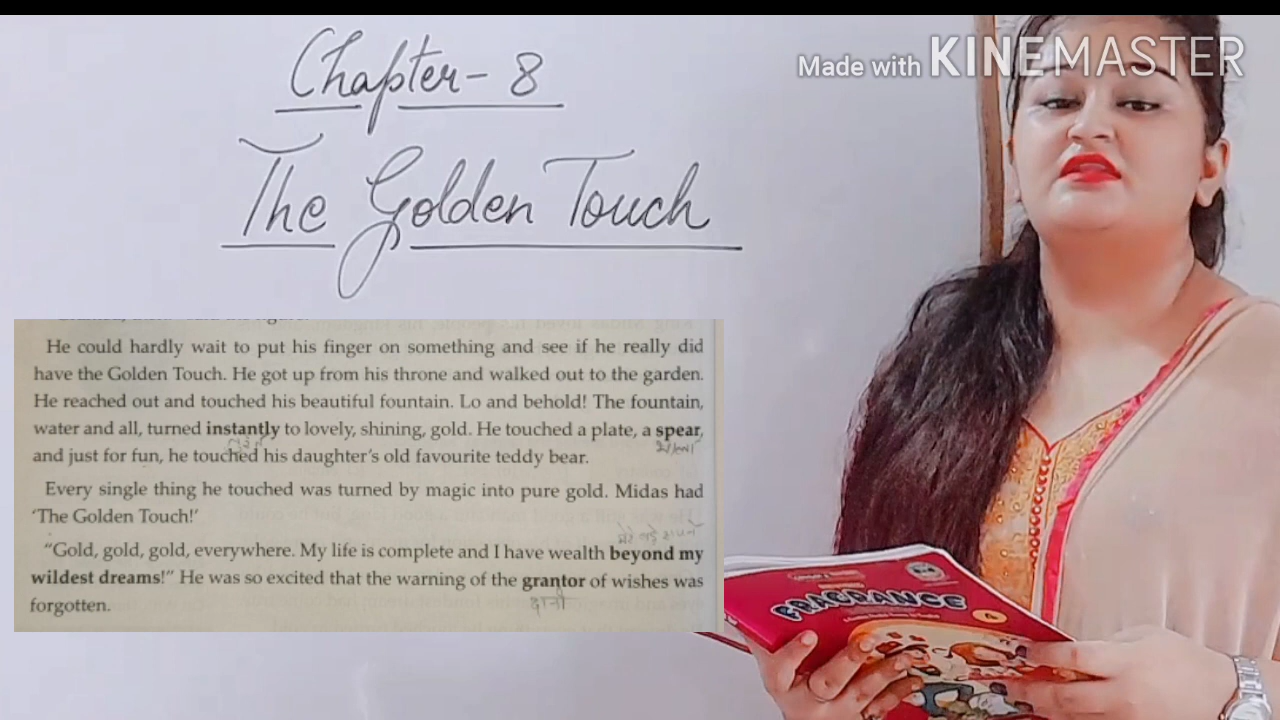 Chapter - 8
The Golden Touch
Made with KINEMASTER
He could hardly wait to put his finger on something and see if he really did
have the Golden Touch. He got up from his throne and walked out to the garden.
He reached out and touched his beautiful fountain. Lo and behold! The fountain,
water and all, turned instantly to lovely, shining, gold. He touched a plate, a spear,
and just for fun, he touched his daughter's old favourite teddy bear.
Every single thing he touched was turned by magic into pure gold. Midas had
'The Golden Touch!'
"Gold, gold, gold, everywhere. My life is complete and I have wealth beyond my
wildest dreams!" He was so excited that the warning of the grantor of wishes was
दानी
forgotten.
FRAGRANCE
4